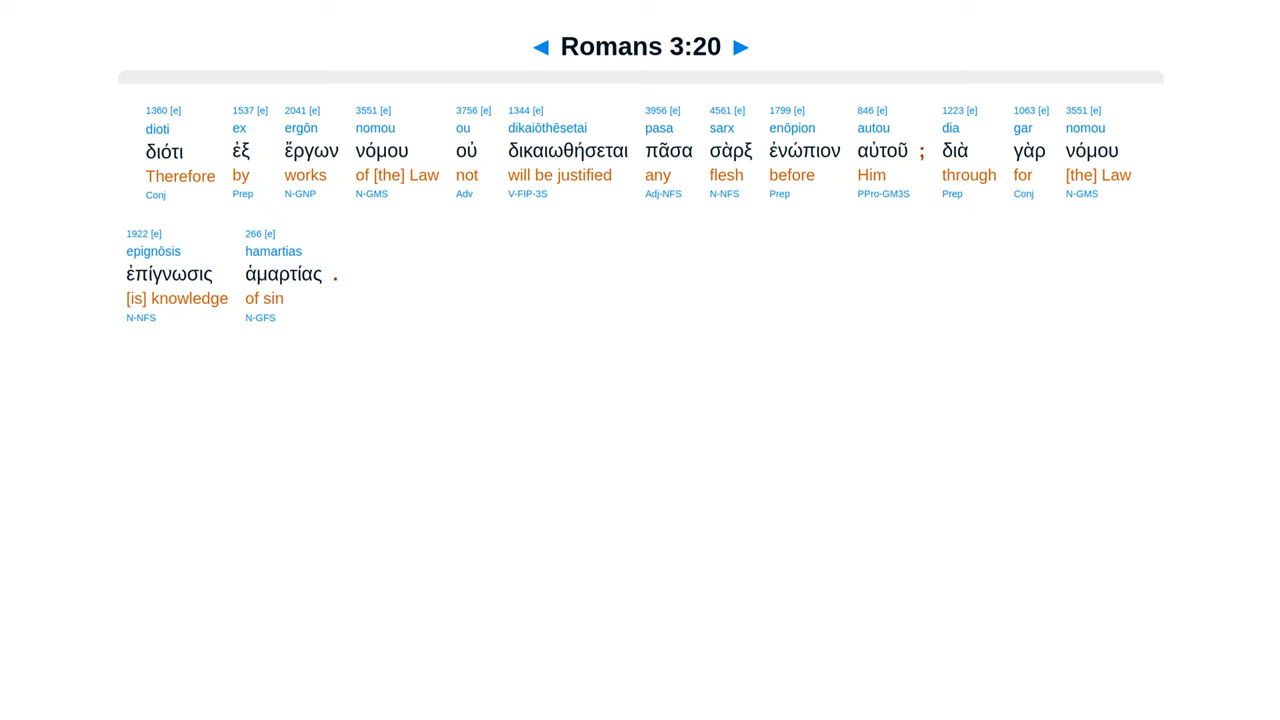 ◄ Romans 3:20 ►
1360 [e] 1537 [e] 2041 [e] 3551 [e] 3756 [e] 1344 [e] 3956 [e] 4561 [e] 1799 [e] 846 [e] 1223 [e] 1063 [e] 3551 [e]
dioti ex ergōn nomou ou dikaiōthēsetai pasa sarx enōpion autou dia gar nomou
διότι ἐξ ἔργων νόμου οὐ δικαιωθήσεται πᾶσα σὰρξ ἐνώπιον αὐτοῦ ; διὰ γὰρ νόμου
Therefore by works of [the] Law not will be justified any flesh before Him through for [the] Law
Conj Prep N-GNP N-GMS Adv V-FIP-3S Adj-NFS N-NFS Prep PPro-GM3S Prep Conj N-GMS
1922 [e] 266 [e]
epignōsis hamartias
ἐπίγνωσις ἁμαρτίας .
[is] knowledge of sin
N-NFS N-GFS